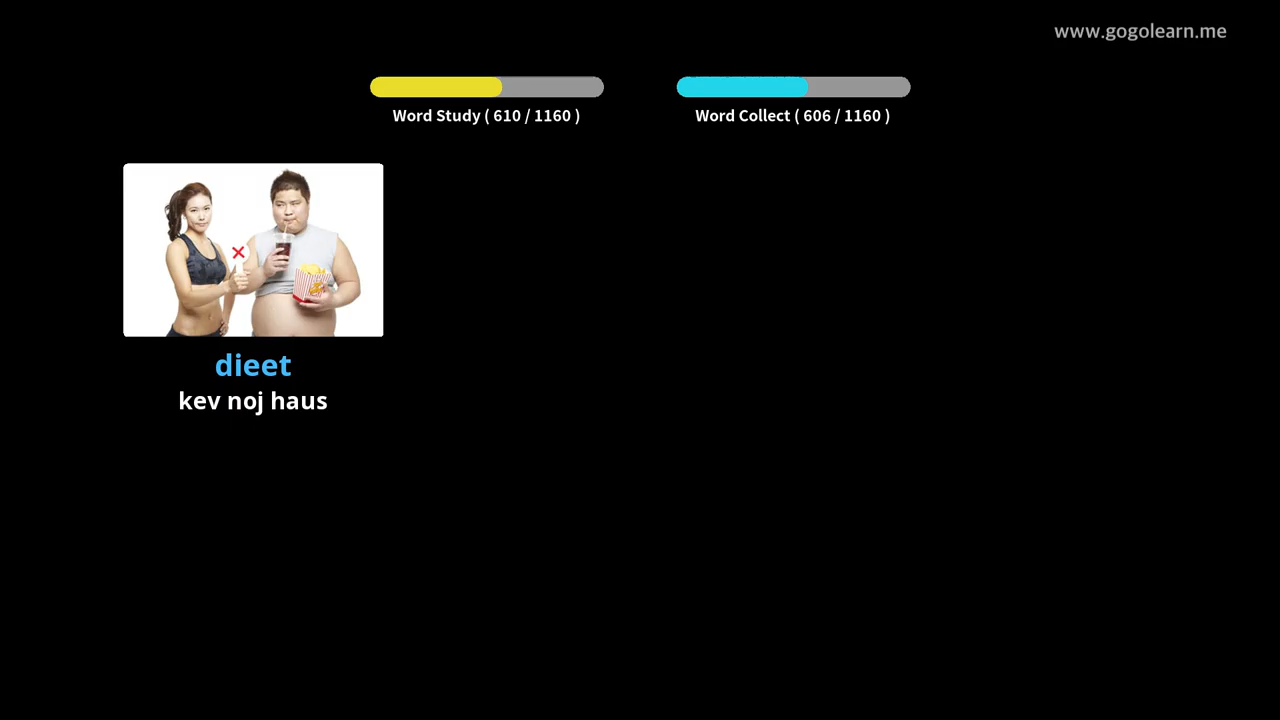 www.gogolearn.me
Word Study ( 610 / 1160 )
Word Collect ( 606 / 1160 )
dieet
kev noj haus